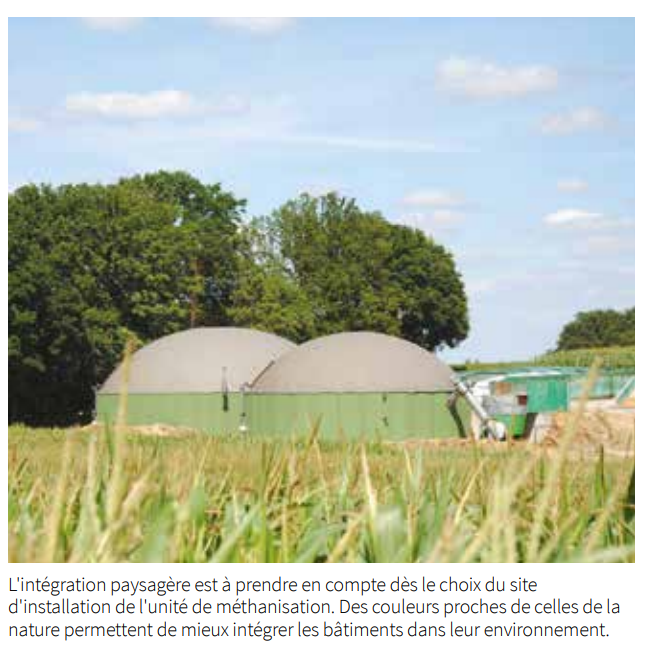 L'intégration paysagère est à prendre en compte dès le choix du site
d'installation de l'unité de méthanisation. Des couleurs proches de celles de la
nature permettent de mieux intégrer les bâtiments dans leur environnement.